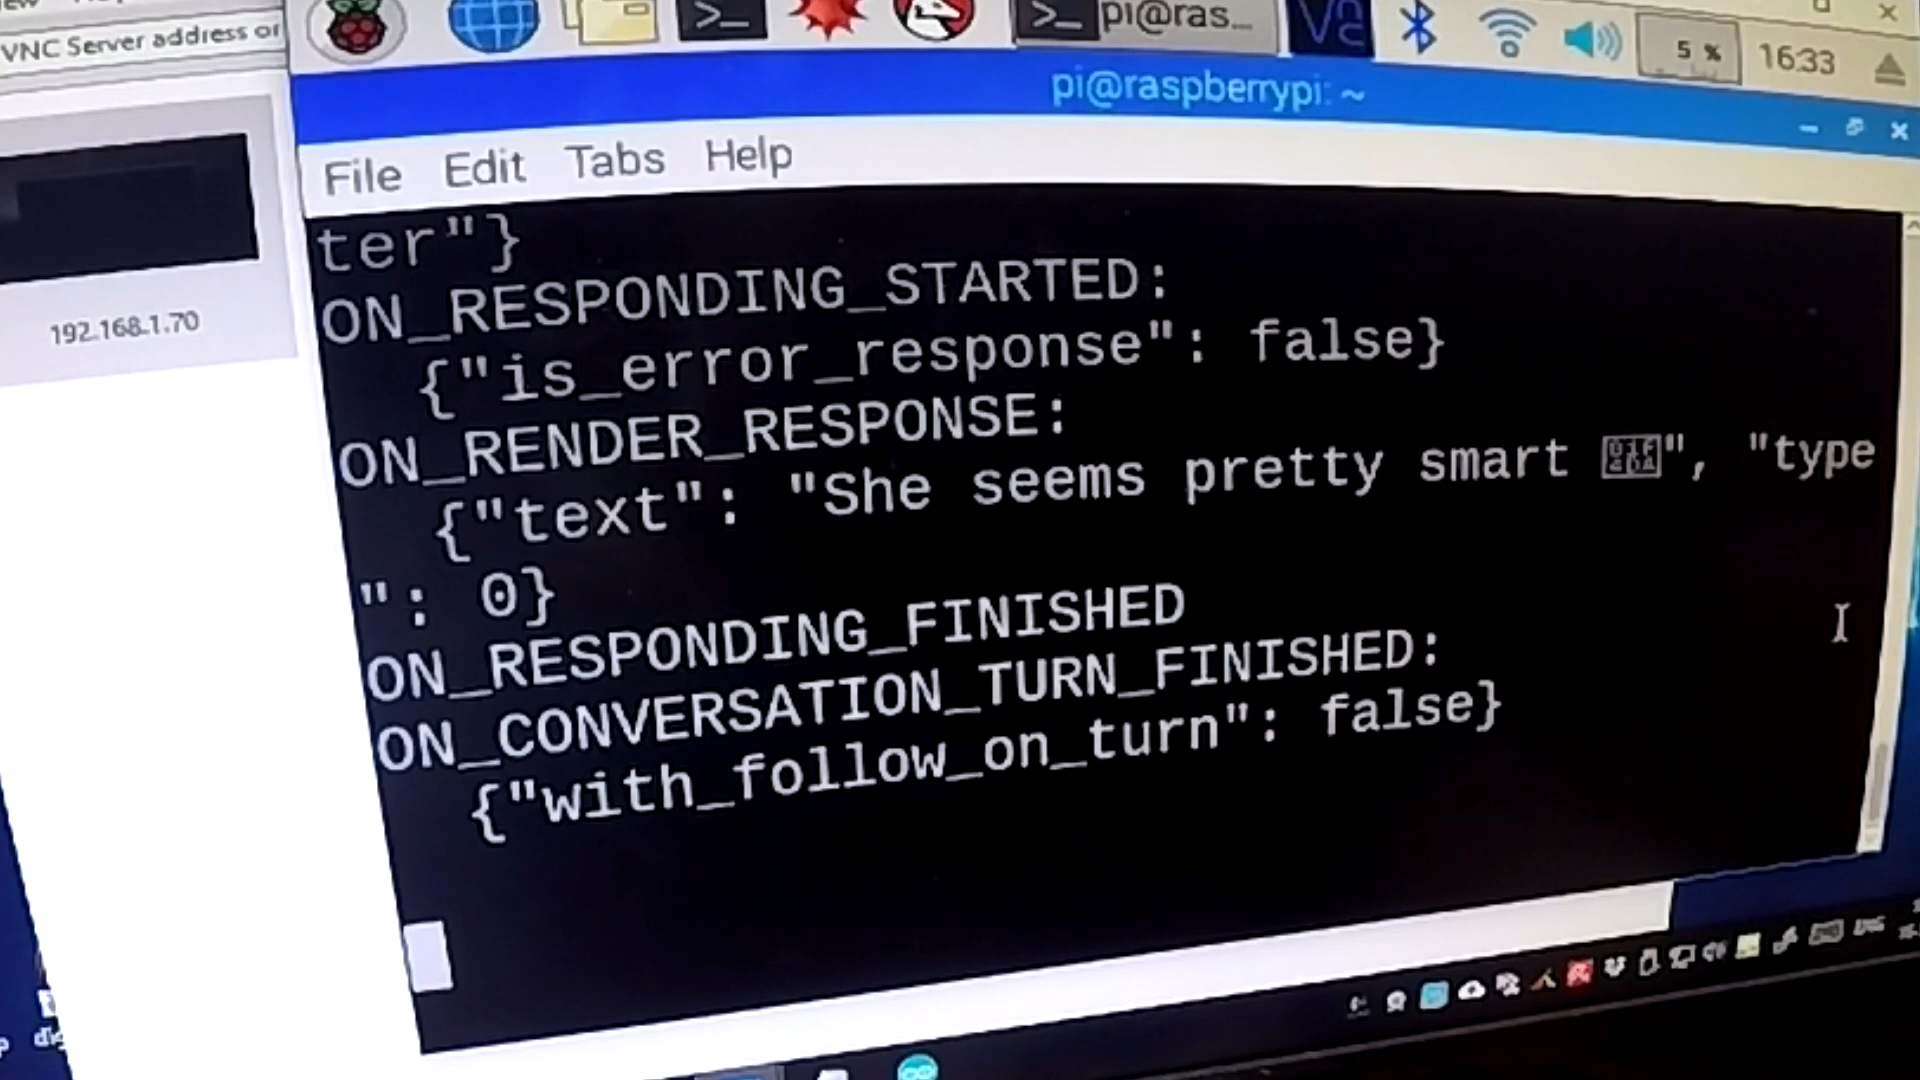 VNC Server address or
>_
>_ pi@ras...
5 %
16:33
pi@raspberrypi: ~
File Edit Tabs Help
192.168.1.70
ter"}
ON_RESPONDING_STARTED:
{"is_error_response": false}
ON_RENDER_RESPONSE:
{"text": "She seems pretty smart ", "type
": 0}
ON_RESPONDING_FINISHED
ON_CONVERSATION_TURN_FINISHED:
{"with_follow_on_turn": false}